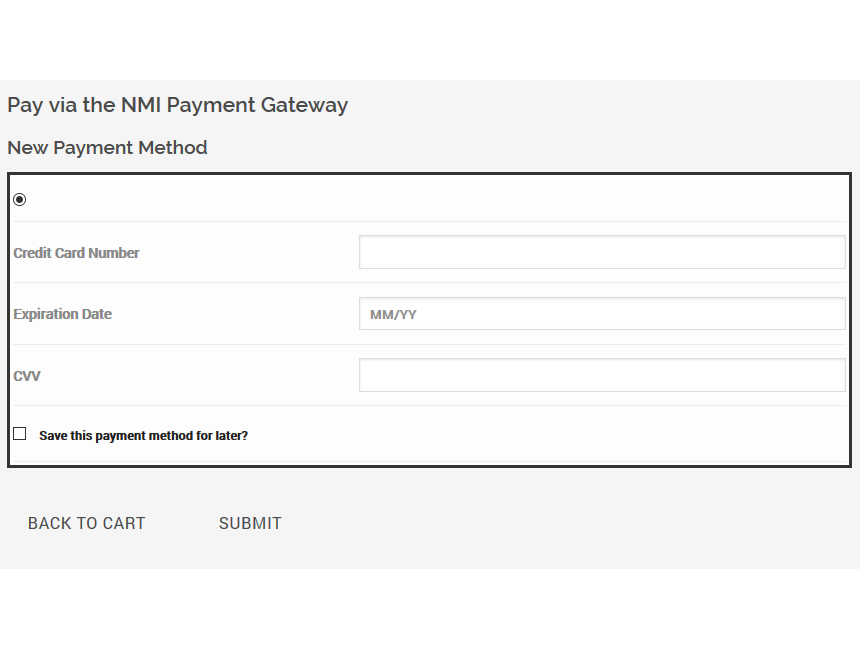 Pay via the NMI Payment Gateway
New Payment Method
Credit Card Number
Expiration Date
MM/YY
CVV
Save this payment method for later?
BACK TO CART
SUBMIT